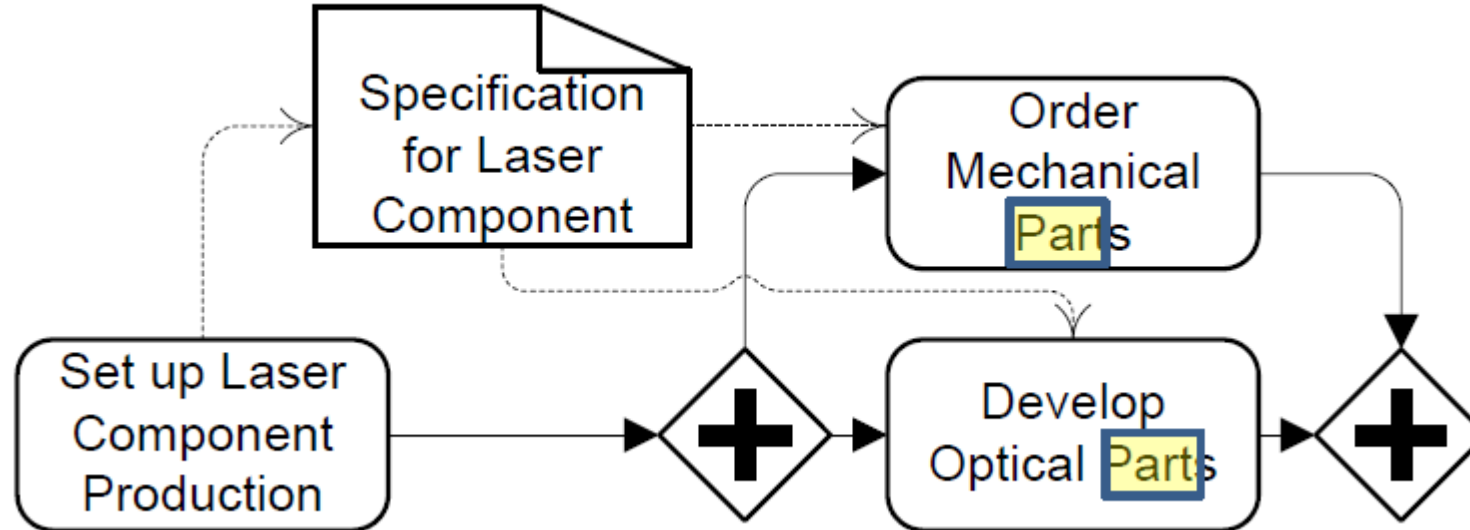 Specification
for Laser
Component
Order
Mechanical
Parts
Set up Laser
Component
Production
Develop
Optical Parts